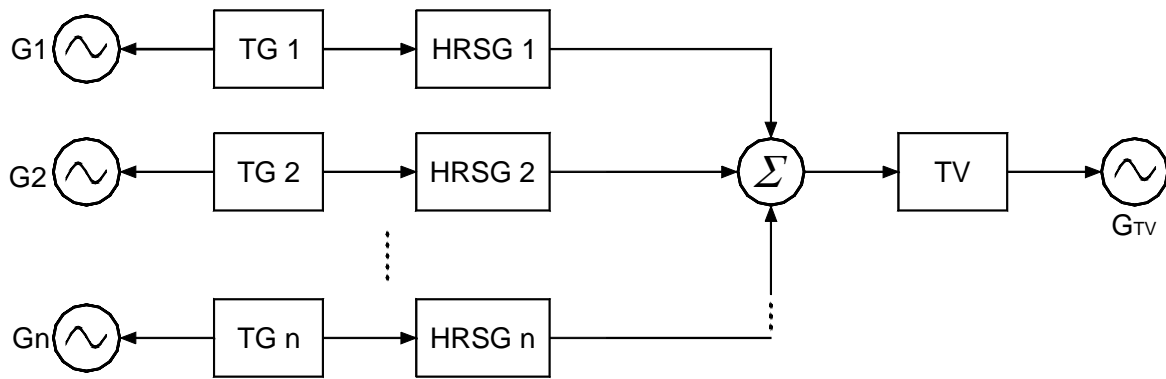 G1 TG 1 HRSG 1
G2 TG 2 HRSG 2 Σ TV
GTV
Gn TG n HRSG n